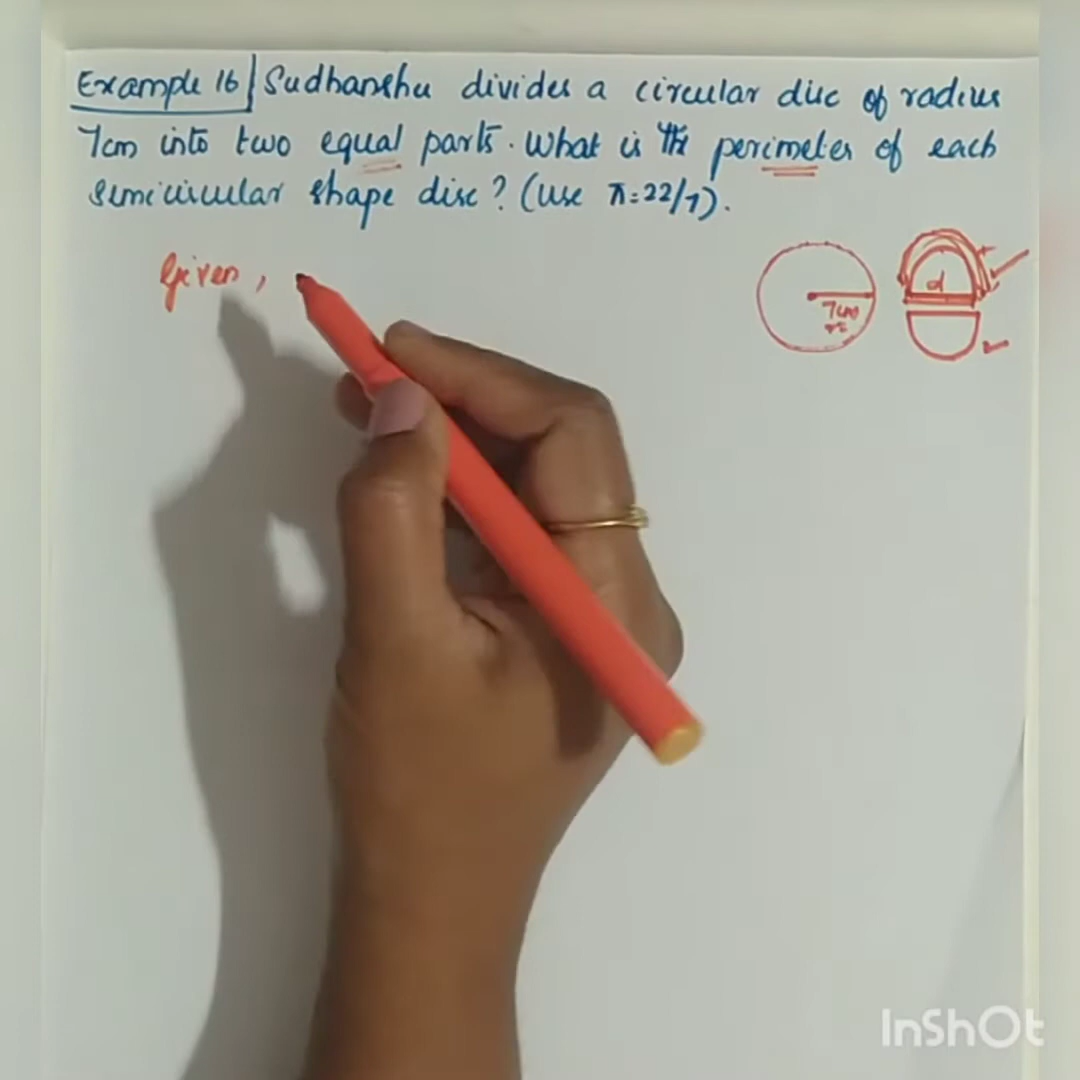 Example 16 Sudhanshu divides a circular disc of radius
7cm into two equal parts. What is the perimeter of each
semicircular shape disc? (Use π=22/7).
Given,
d
7cm
r=
InShOt